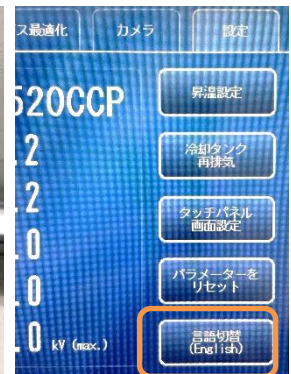 ス最適化
カメラ
設定
520CCP
昇温設定
.2
冷却タンク
再排気
.2
タッチパネル
画面設定
.0
.0
パラメーターを
リセット
.0 kV (max.)
言語切替
(English)